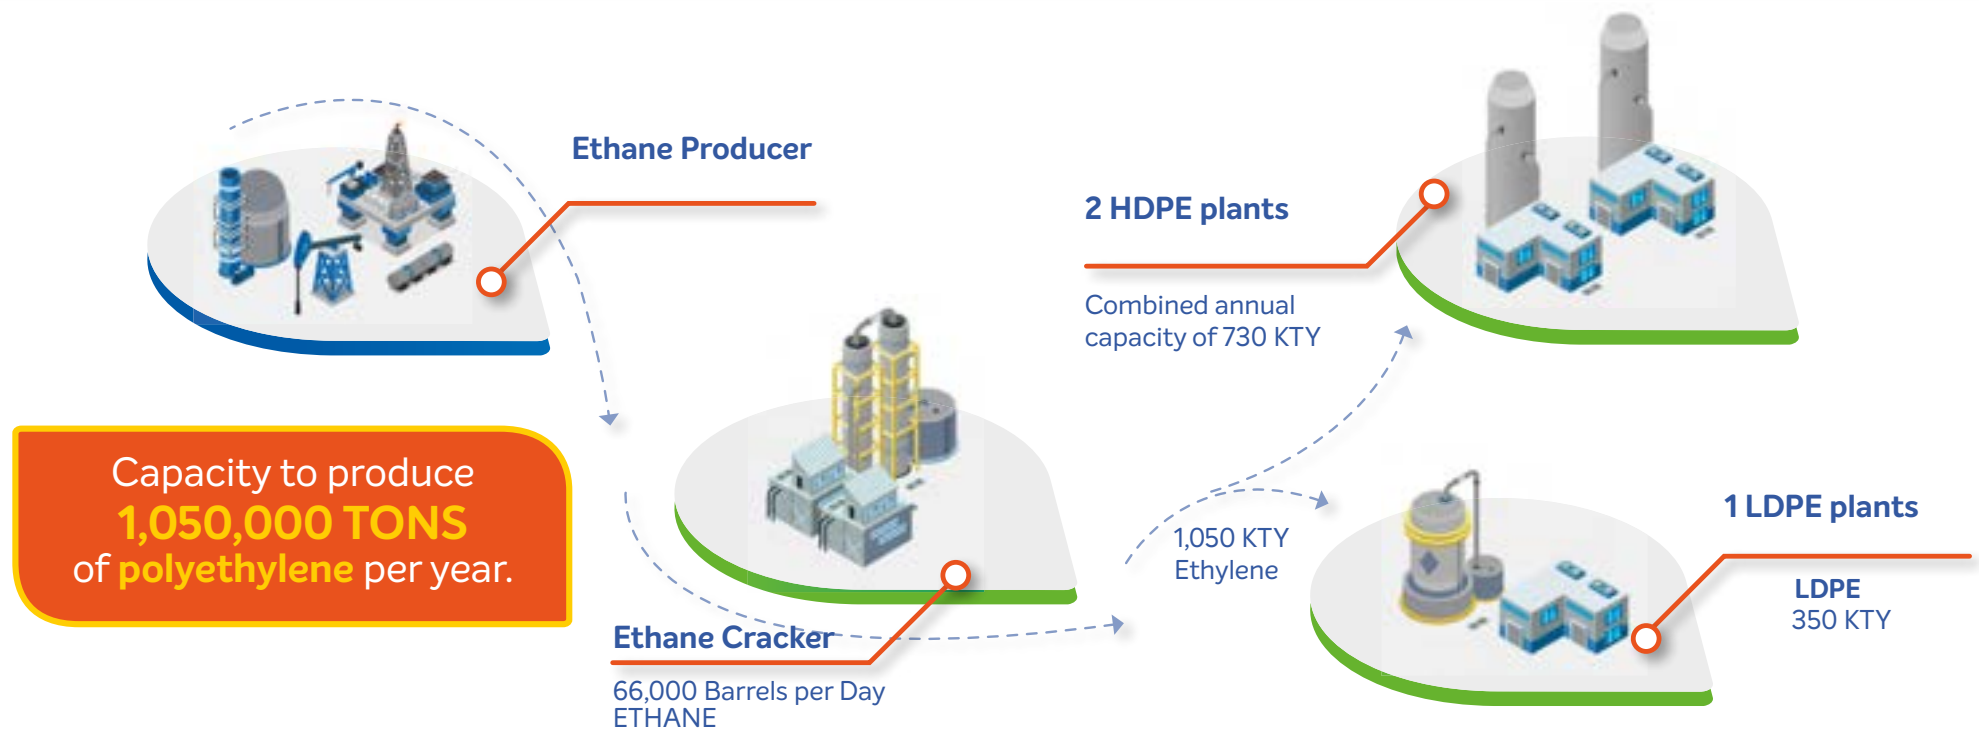 Ethane Producer
Capacity to produce
1,050,000 TONS
of polyethylene per year.
Ethane Cracker
66,000 Barrels per Day
ETHANE
1,050 KTY
Ethylene
2 HDPE plants
Combined annual
capacity of 730 KTY
1 LDPE plants
LDPE
350 KTY